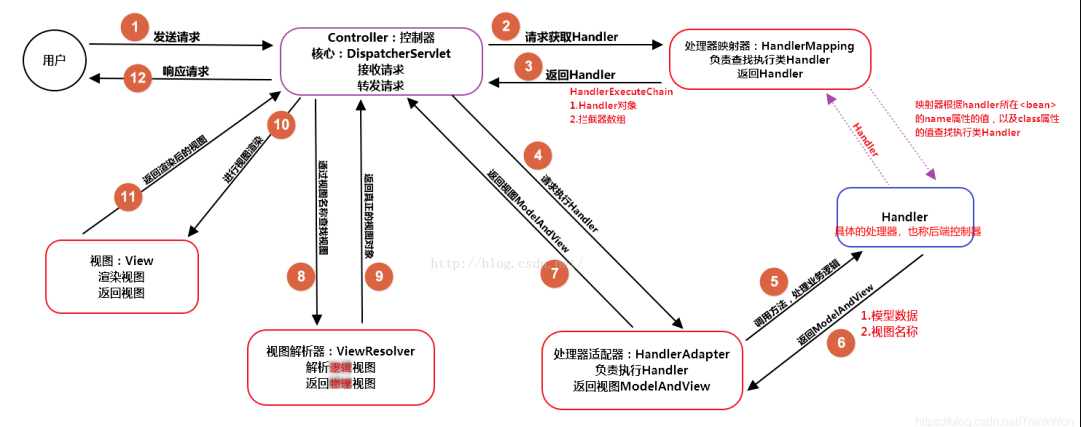 1
发送请求
用户
响应请求
12
Controller：控制器
核心：DispatcherServlet
接收请求
转发请求
2
请求获取Handler
3
返回Handler
HandlerExecuteChain
1.Handler对象
2.拦截器数组
处理器映射器：HandlerMapping
负责查找执行类Handler
返回Handler
映射器根据handler所在<bean>
的name属性的值，以及class属性
的值查找执行类Handler
Handler
4
请求执行Handler
Handler
具体的处理器，也称后端控制器
5
调用方法，处理业务逻辑
返回ModelAndView
6
1.模型数据
2.视图名称
处理器适配器：HandlerAdapter
负责执行Handler
返回视图ModelAndView
7
返回视图ModelAndView
8
通过视图名称查找视图
9
返回真正的视图对象
视图解析器：ViewResolver
解析逻辑视图
返回物理视图
10
进行视图渲染
11
返回渲染后的视图
视图：View
渲染视图
返回视图
http://blog.csdn.net/
https://blog.csdn.net/ThinkWon